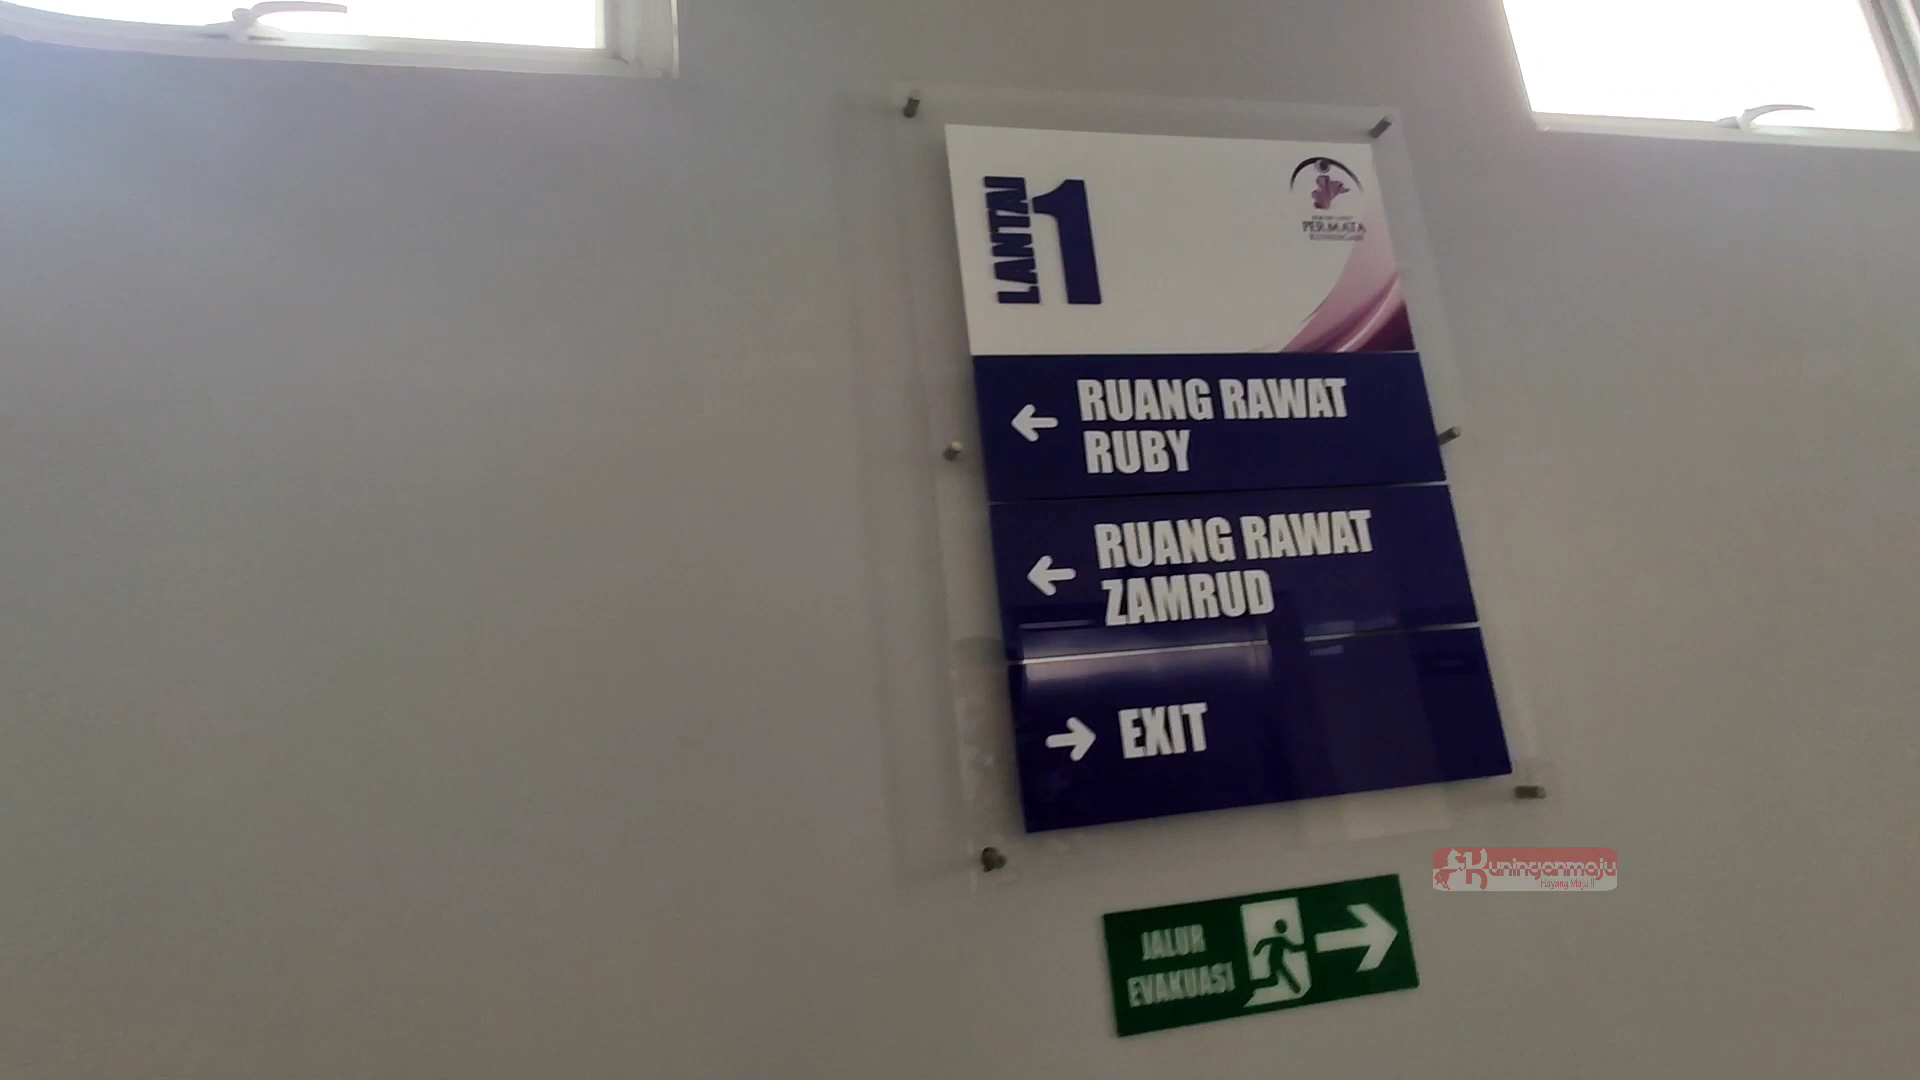 LANTAI 1
PERMATA
RUANG RAWAT
RUBY
RUANG RAWAT
ZAMRUD
EXIT
Kuninganmaju
Hayang Maju !!
JALUR
EVAKUASI